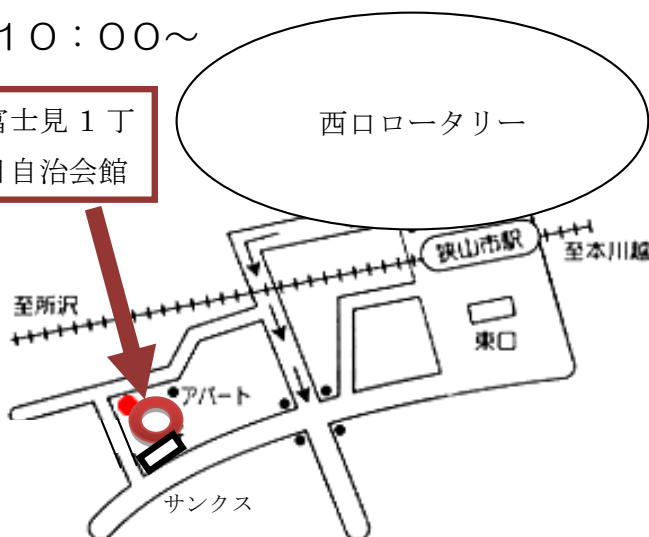 10:00～
富士見1丁
目自治会館
西口ロータリー
狭山市駅
至本川越
至所沢
東口
アパート
サンクス